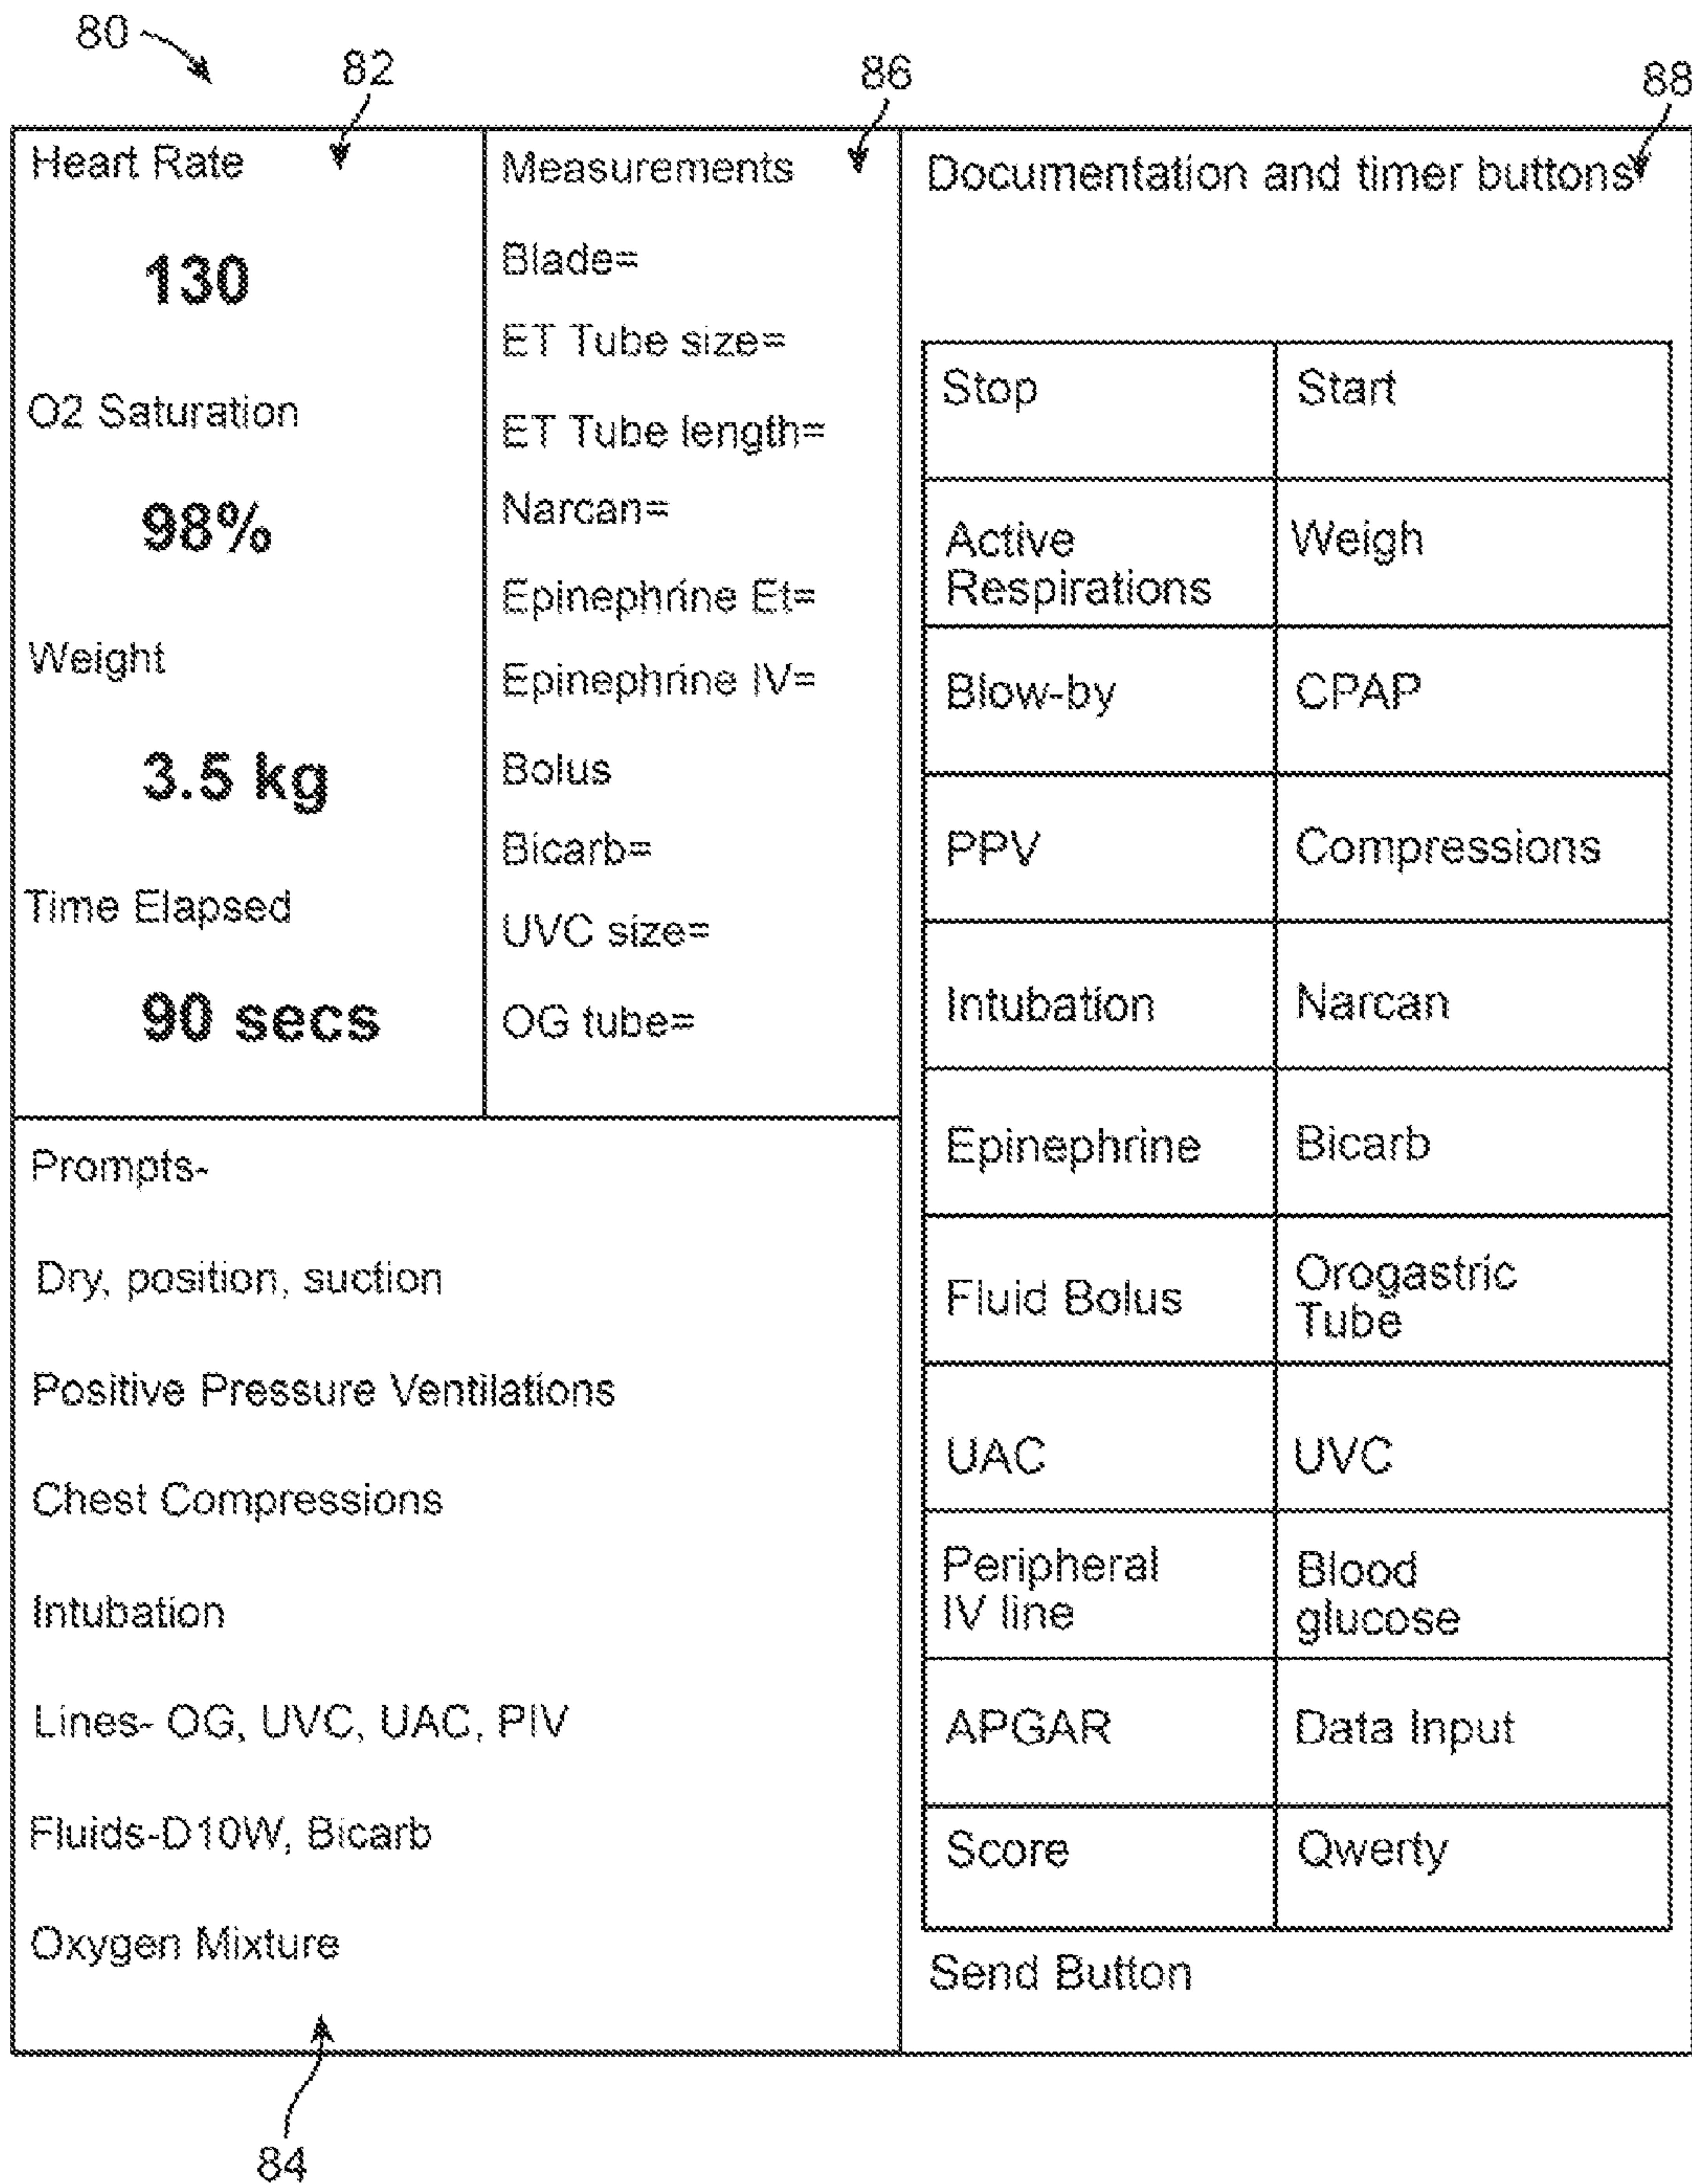 80
82
86
88
Heart Rate
130
O2 Saturation
98%
Weight
3.5 kg
Time Elapsed
90 secs
Measurements
Blade=
ET Tube size=
ET Tube length=
Narcan=
Epinephrine Et=
Epinephrine IV=
Bolus
Bicarb=
UVC size=
OG tube=
Prompts-
Dry, position, suction
Positive Pressure Ventilations
Chest Compressions
Intubation
Lines- OG, UVC, UAC, PIV
Fluids-D10W, Bicarb
Oxygen Mixture
84
Documentation and timer buttons
Stop
Start
Active
Respirations
Weigh
Blow-by
CPAP
PPV
Compressions
Intubation
Narcan
Epinephrine
Bicarb
Fluid Bolus
Orogastric
Tube
UAC
UVC
Peripheral
IV line
Blood
glucose
APGAR
Data Input
Score
Qwerty
Send Button